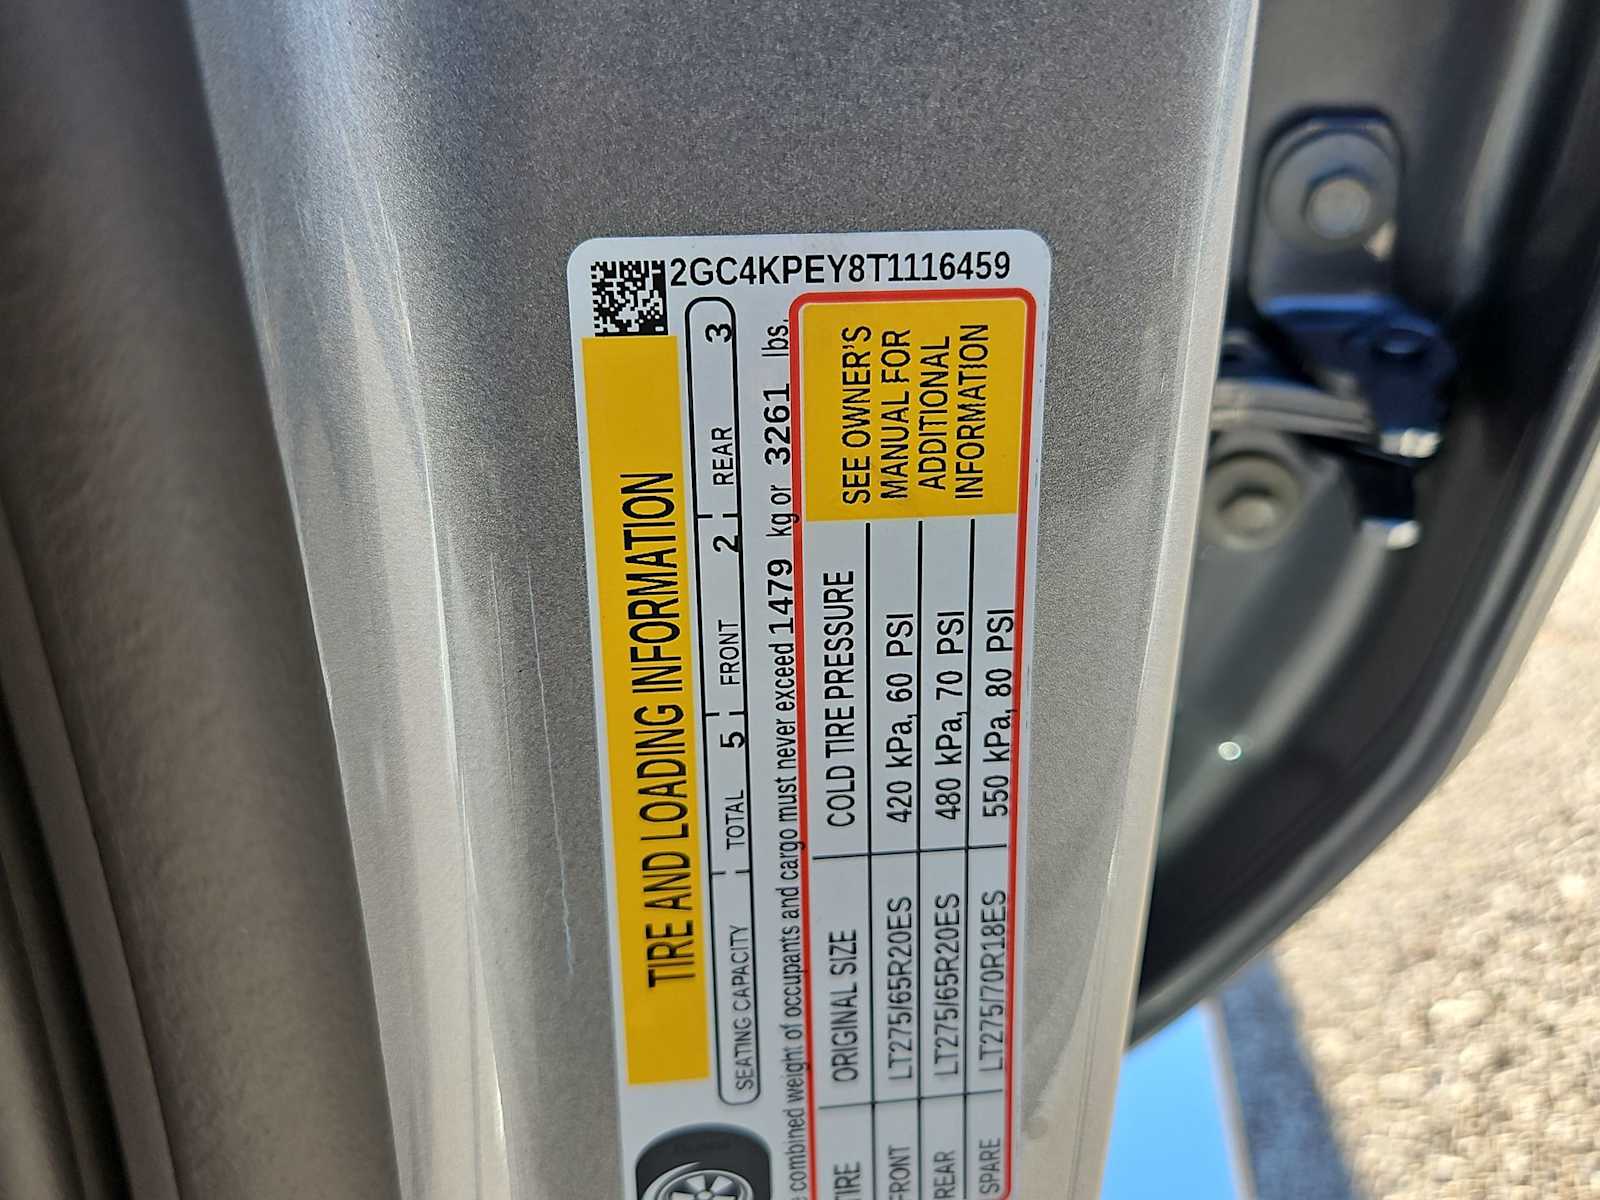 2GC4KPEY8T1116459
TIRE AND LOADING INFORMATION
SEATING CAPACITY TOTAL 5 FRONT 2 REAR 3
combined weight of occupants and cargo must never exceed 1479 kg or 3261 lbs.
TIRE ORIGINAL SIZE COLD TIRE PRESSURE
FRONT LT275/65R20ES 420 kPa, 60 PSI
REAR LT275/65R20ES 480 kPa, 70 PSI
SPARE LT275/70R18ES 550 kPa, 80 PSI
SEE OWNER'S
MANUAL FOR
ADDITIONAL
INFORMATION